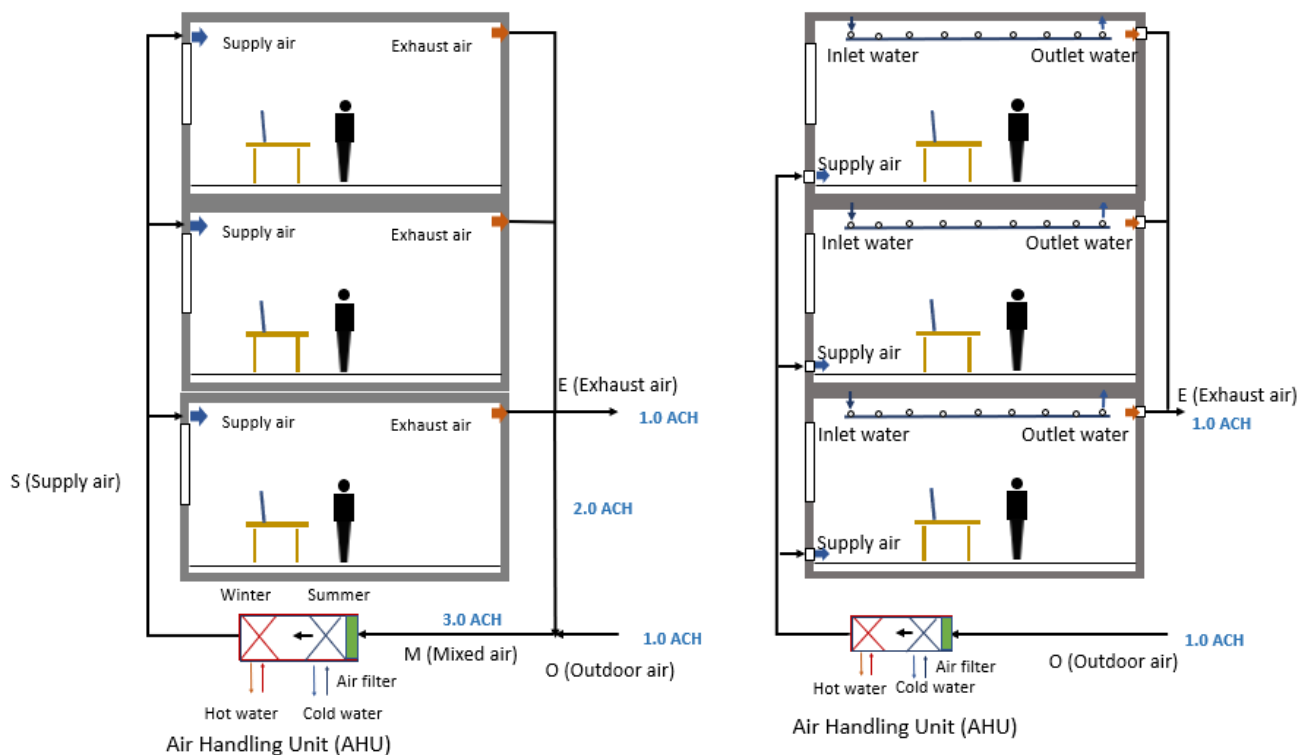 Supply air
Exhaust air
Supply air
Exhaust air
E (Exhaust air)
1.0 ACH
Supply air
Exhaust air
S (Supply air)
2.0 ACH
Winter
Summer
3.0 ACH
1.0 ACH
M (Mixed air)
O (Outdoor air)
Air filter
Hot water
Cold water
Air Handling Unit (AHU)
Inlet water
Outlet water
Supply air
Inlet water
Outlet water
Supply air
E (Exhaust air)
1.0 ACH
Inlet water
Outlet water
Supply air
1.0 ACH
O (Outdoor air)
Air filter
Hot water
Cold water
Air Handling Unit (AHU)